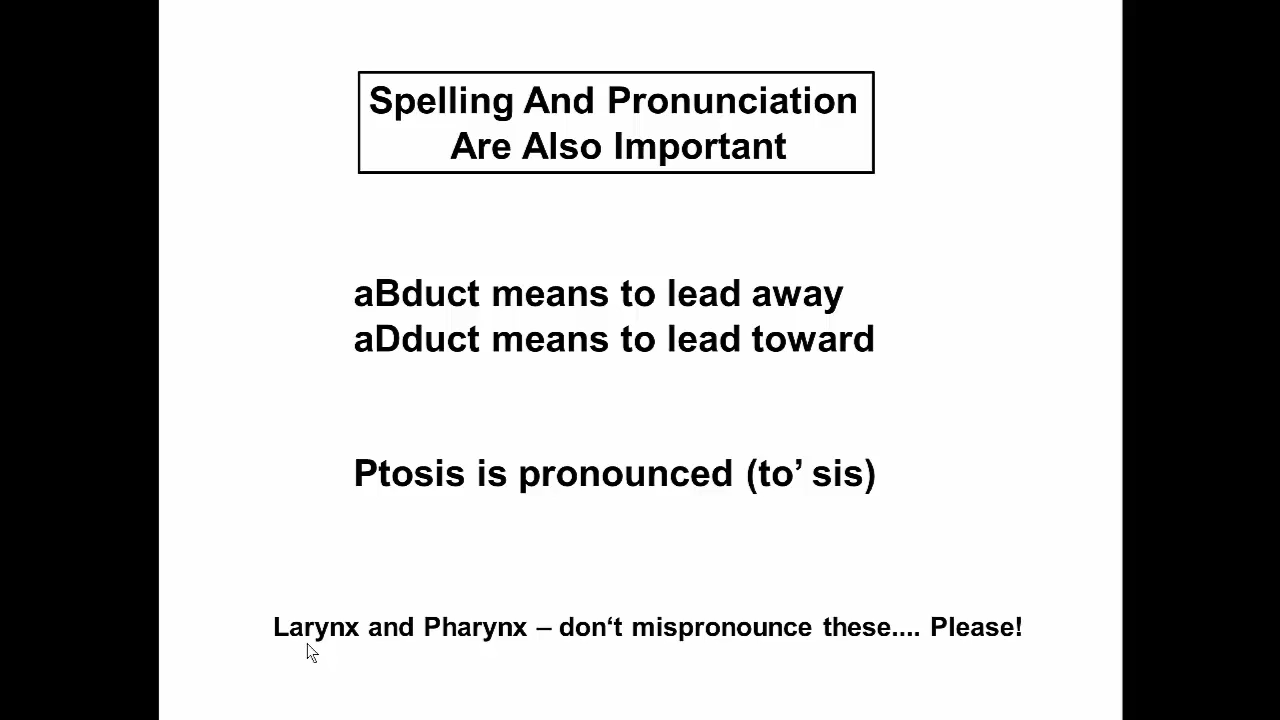 Spelling And Pronunciation
Are Also Important
aBduct means to lead away
aDduct means to lead toward
Ptosis is pronounced (to’ sis)
Larynx and Pharynx – don‘t mispronounce these.... Please!